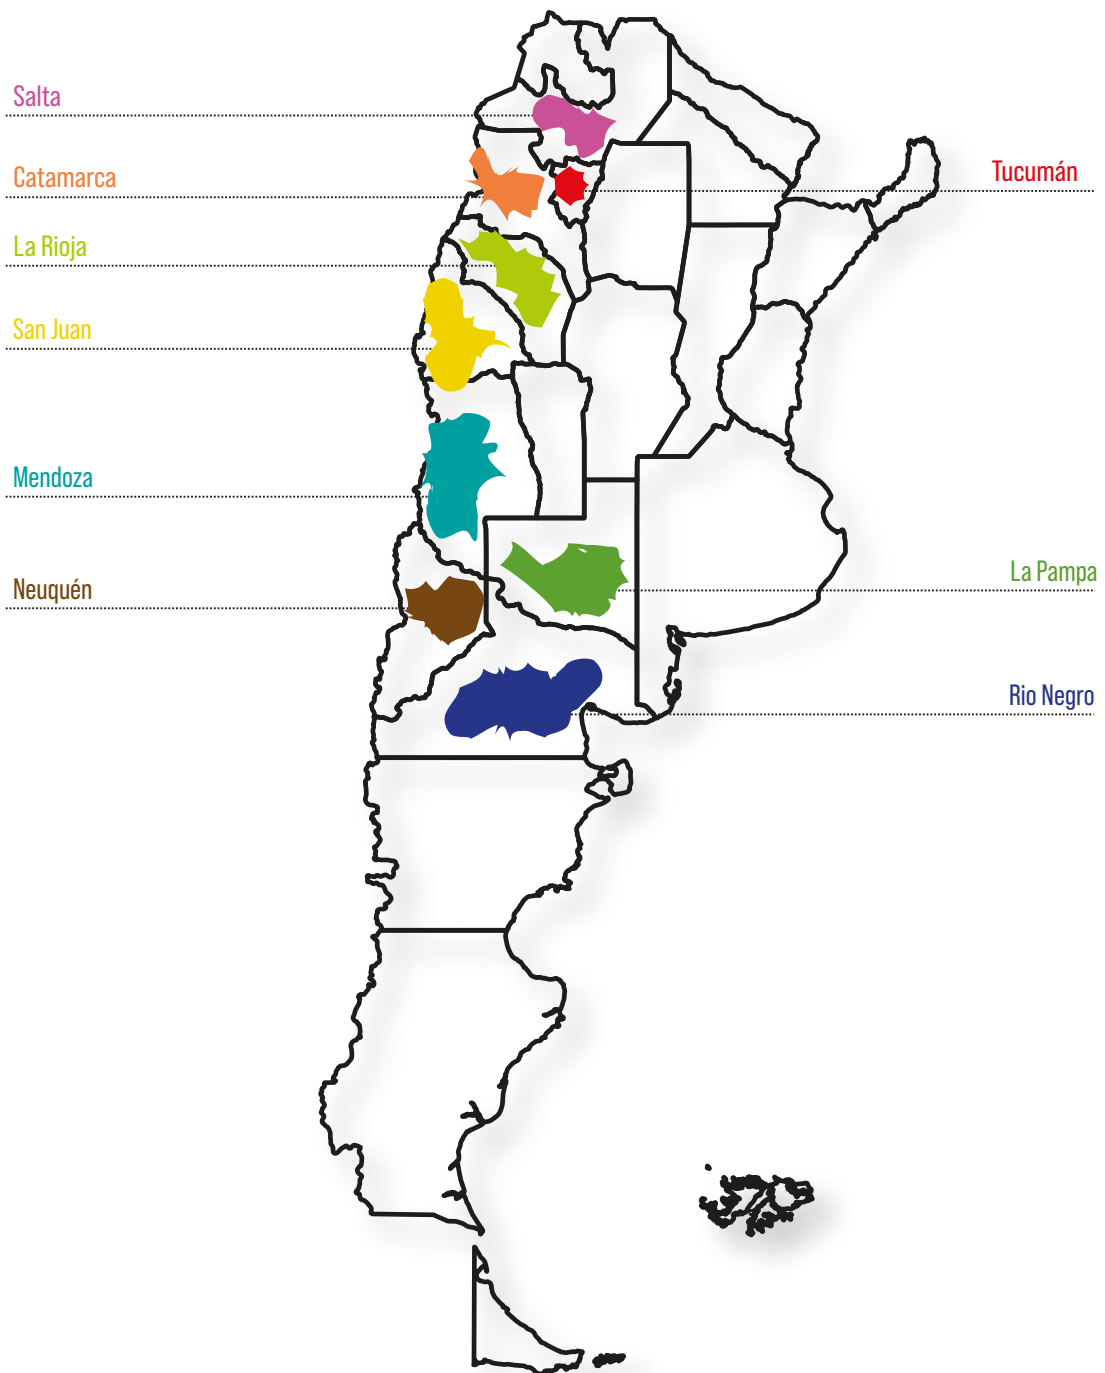 Salta
Catamarca
Tucumán
La Rioja
San Juan
Mendoza
Neuquén
La Pampa
Rio Negro